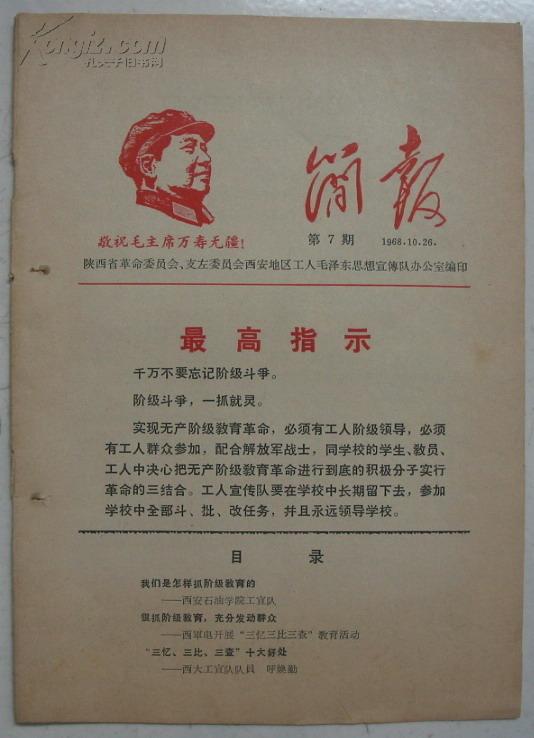 Kongfz.com
孔夫子旧书网
简报
敬祝毛主席万寿无疆!
第7期 1968.10.26.
陕西省革命委员会、支左委员会西安地区工人毛泽东思想宣傳队办公室编印
最高指示
千万不要忘记阶级斗争。
阶级斗争，一抓就灵。
实现无产阶级教育革命，必须有工人阶级领导，必须
有工人群众参加，配合解放军战士，同学校的学生、教员、
工人中决心把无产阶级教育革命进行到底的积极分子实行
革命的三结合。工人宣传队要在学校中长期留下去，参加
学校中全部斗、批、改任务，并且永远领导学校。
目录
我们是怎样抓阶级教育的
——西安石油学院工宣队
狠抓阶级教育，充分发动群众
——西軍电开展“三忆三比三查”教育活动
“三忆、三比、三查”十大好处
——西大工宣队队员 呼焕勤